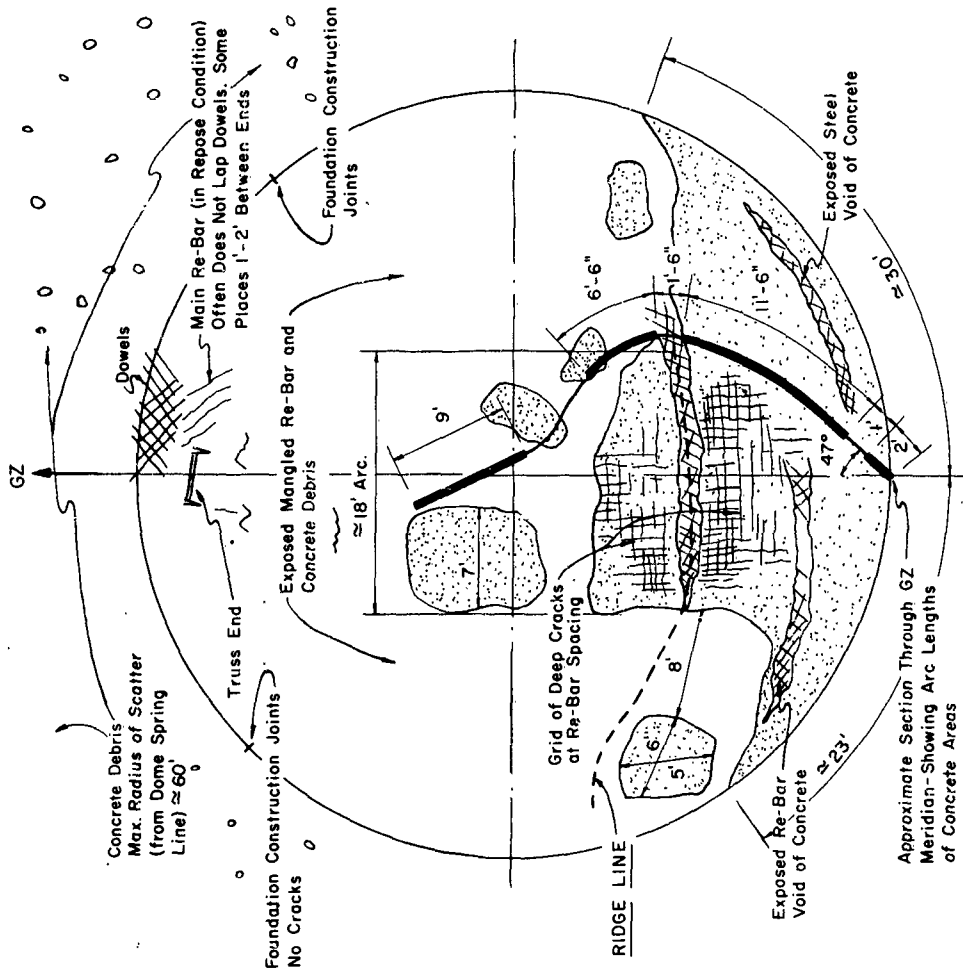 GZ
Concrete Debris
Max. Radius of Scatter
(from Dome Spring
Line) ≈ 60'
Dowels
Main Re-Bar (in Repose Condition)
Often Does Not Lap Dowels. Some
Places 1'-2' Between Ends
Truss End
Foundation Construction Joints
No Cracks
Foundation Construction
Joints
Exposed Mangled Re-Bar and
Concrete Debris
≈ 18' Arc.
9'
7'
6'-6"
1'-6"
11'-6"
Grid of Deep Cracks
at Re-Bar Spacing
8'
6'
5'
RIDGE LINE
47°
1'
2'
Exposed Steel
Void of Concrete
≈ 30'
Exposed Re-Bar
Void of Concrete
≈ 23'
Approximate Section Through GZ
Meridian-Showing Arc Lengths
of Concrete Areas